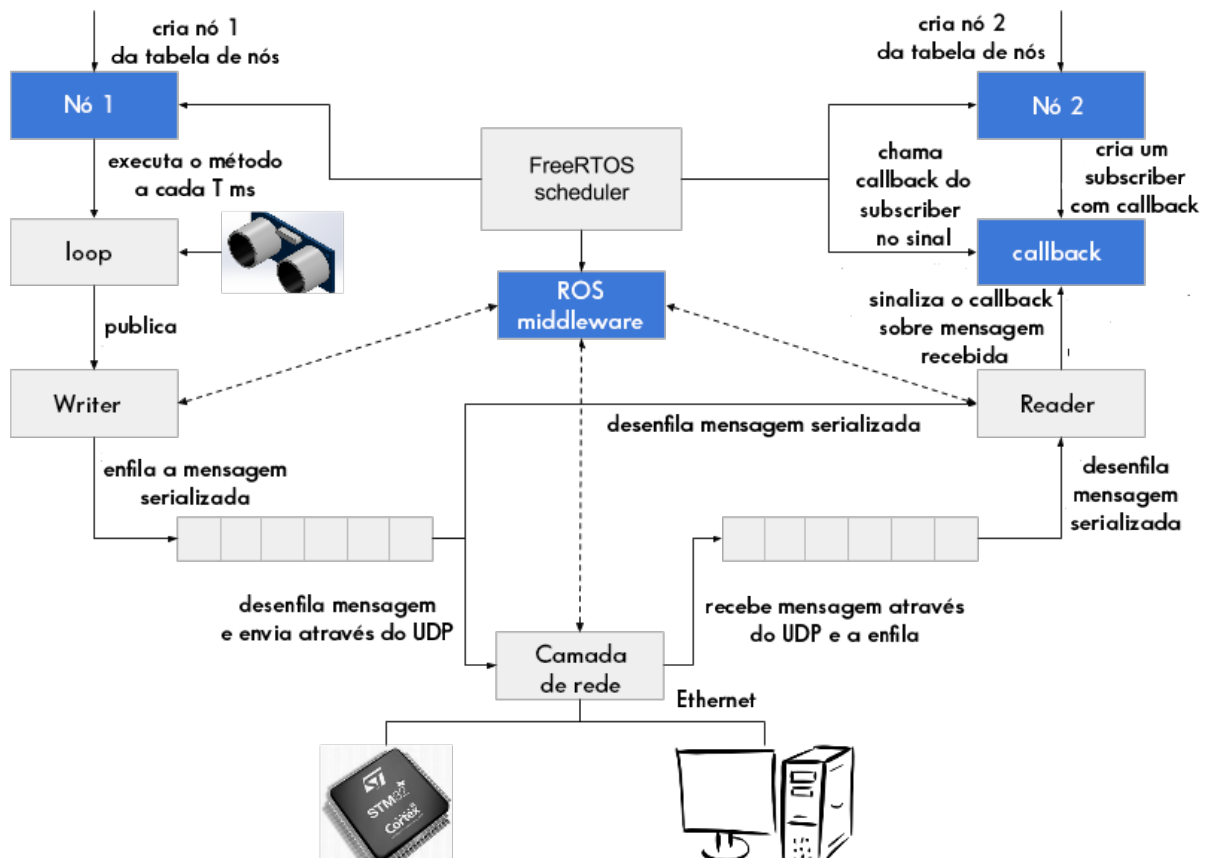 cria nó 1
da tabela de nós
cria nó 2
da tabela de nós
Nó 1
Nó 2
FreeRTOS
scheduler
executa o método
a cada T ms
chama
callback do
subscriber
no sinal
cria um
subscriber
com callback
loop
callback
ROS
middleware
publica
sinaliza o callback
sobre mensagem
recebida
Writer
Reader
desenfila mensagem serializada
enfila a mensagem
serializada
desenfila
mensagem
serializada
desenfila mensagem
e envia através do UDP
recebe mensagem através
do UDP e a enfila
Camada
de rede
Ethernet
ST
STM32
Cortex